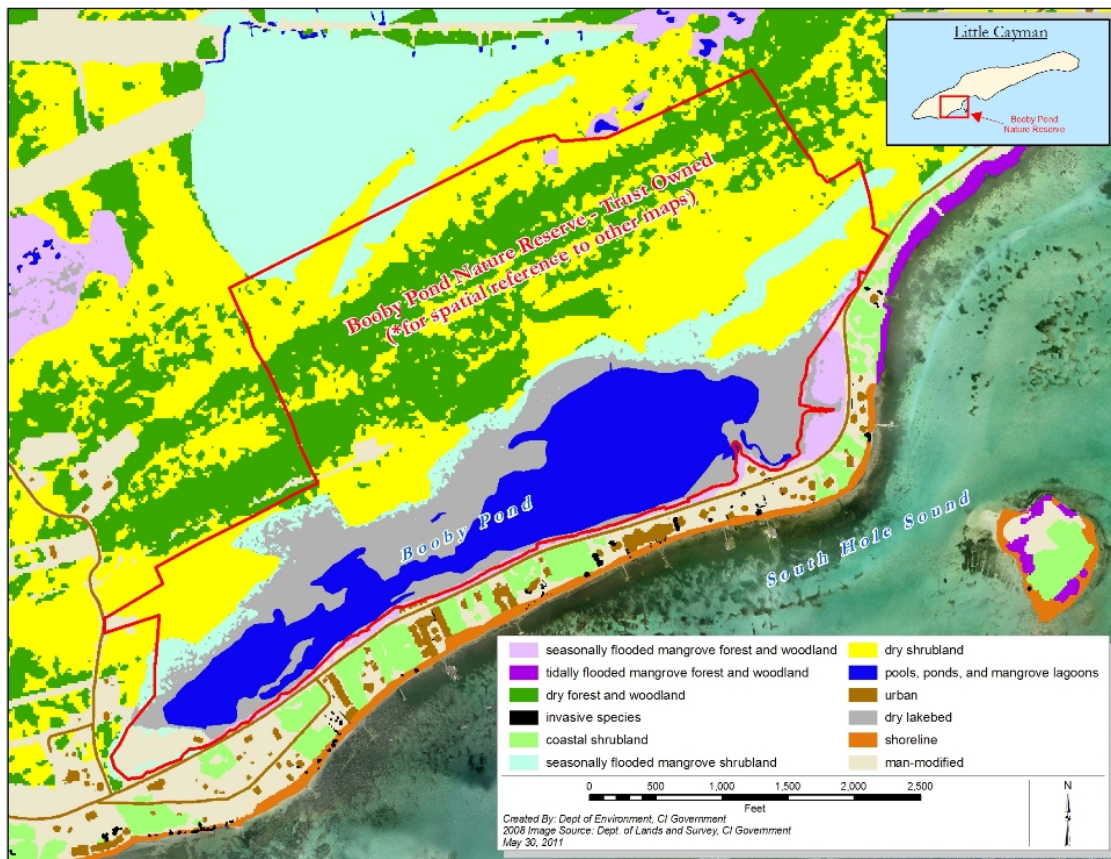 Little Cayman
Booby Pond
Nature Reserve
Booby Pond Nature Reserve - Trust Owned
(*for spatial reference to other maps)
Booby Pond
South Hole Sound
seasonally flooded mangrove forest and woodland
tidally flooded mangrove forest and woodland
dry forest and woodland
invasive species
coastal shrubland
seasonally flooded mangrove shrubland
dry shrubland
pools, ponds, and mangrove lagoons
urban
dry lakebed
shoreline
man-modified
0 500 1,000 1,500 2,000 2,500
Feet
N
Created By: Dept of Environment, CI Government
2008 Image Source: Dept. of Lands and Survey, CI Government
May 30, 2011